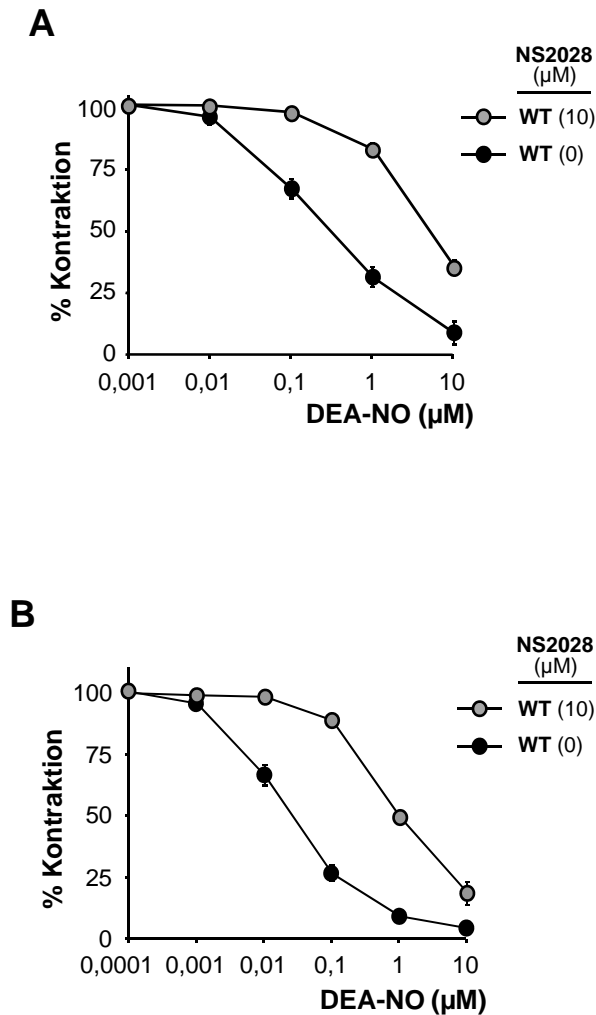 A
NS2028
(µM)
WT (10)
WT (0)
% Kontraktion
100
75
50
25
0
0,001 0,01 0,1 1 10
DEA-NO (µM)
B
NS2028
(µM)
WT (10)
WT (0)
% Kontraktion
100
75
50
25
0
0,0001 0,001 0,01 0,1 1 10
DEA-NO (µM)